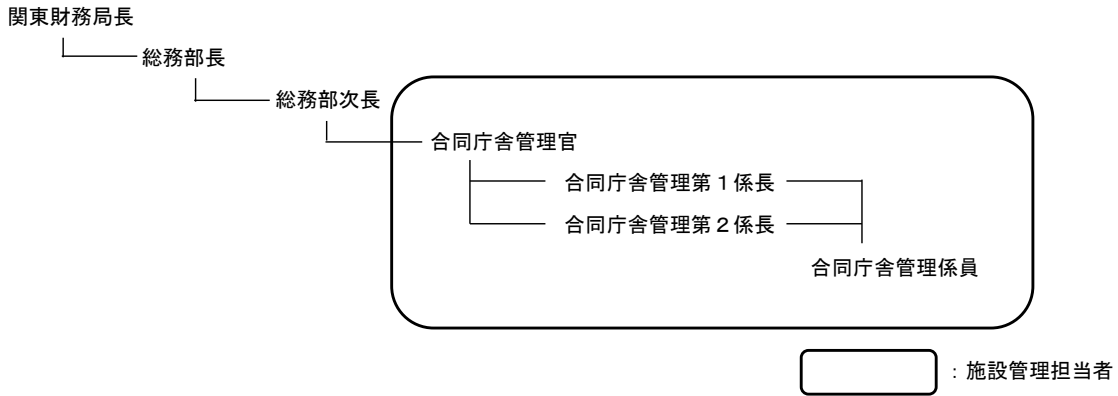 関東財務局長
総務部長
総務部次長
合同庁舎管理官
合同庁舎管理第1係長
合同庁舎管理第2係長
合同庁舎管理係員
:施設管理担当者